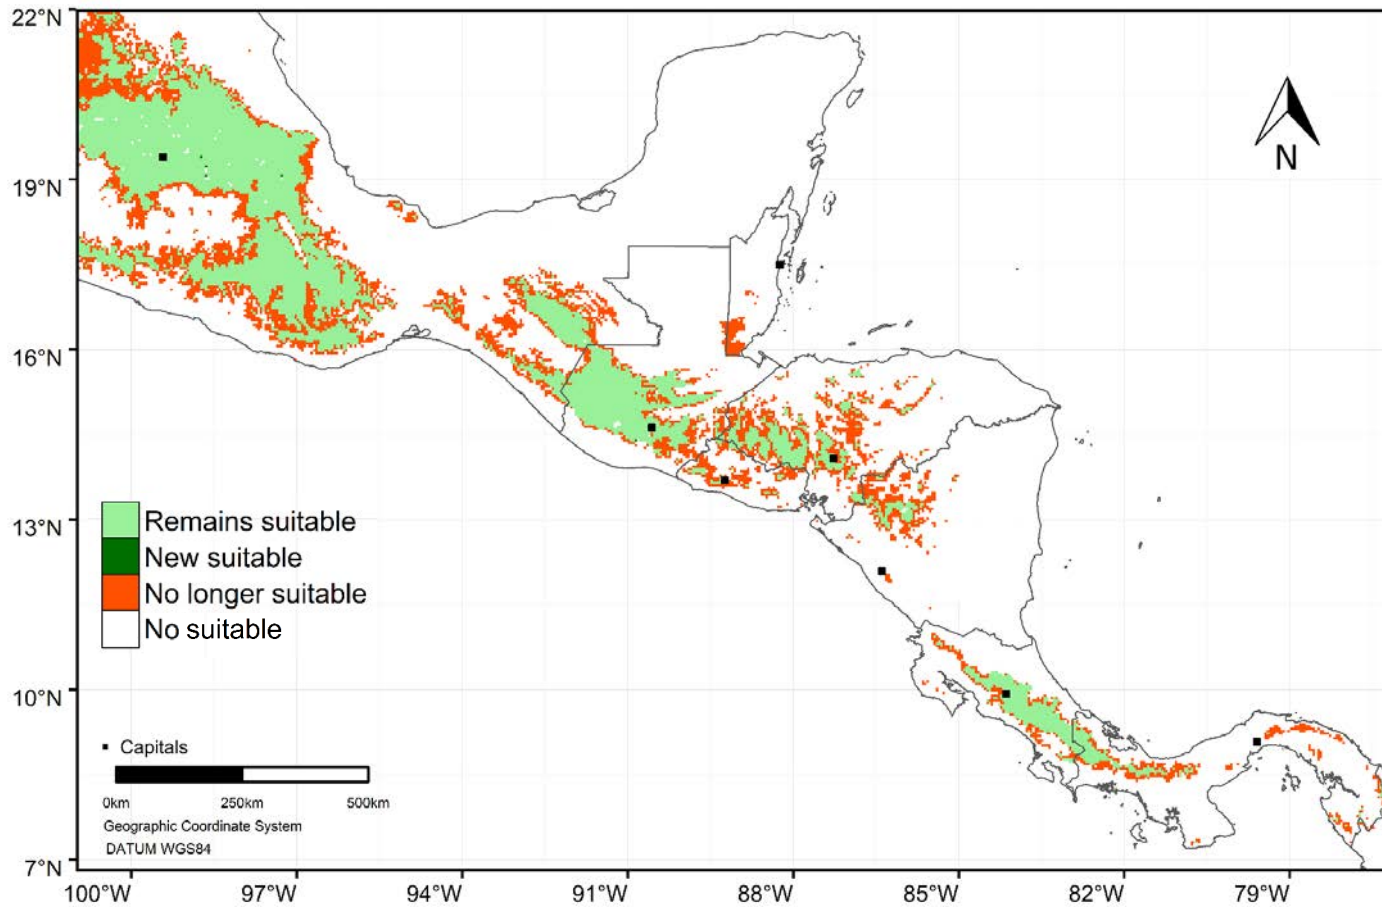 22°N
19°N
16°N
13°N
10°N
7°N
N
Remains suitable
New suitable
No longer suitable
No suitable
Capitals
0km 250km 500km
Geographic Coordinate System
DATUM WGS84
100°W 97°W 94°W 91°W 88°W 85°W 82°W 79°W